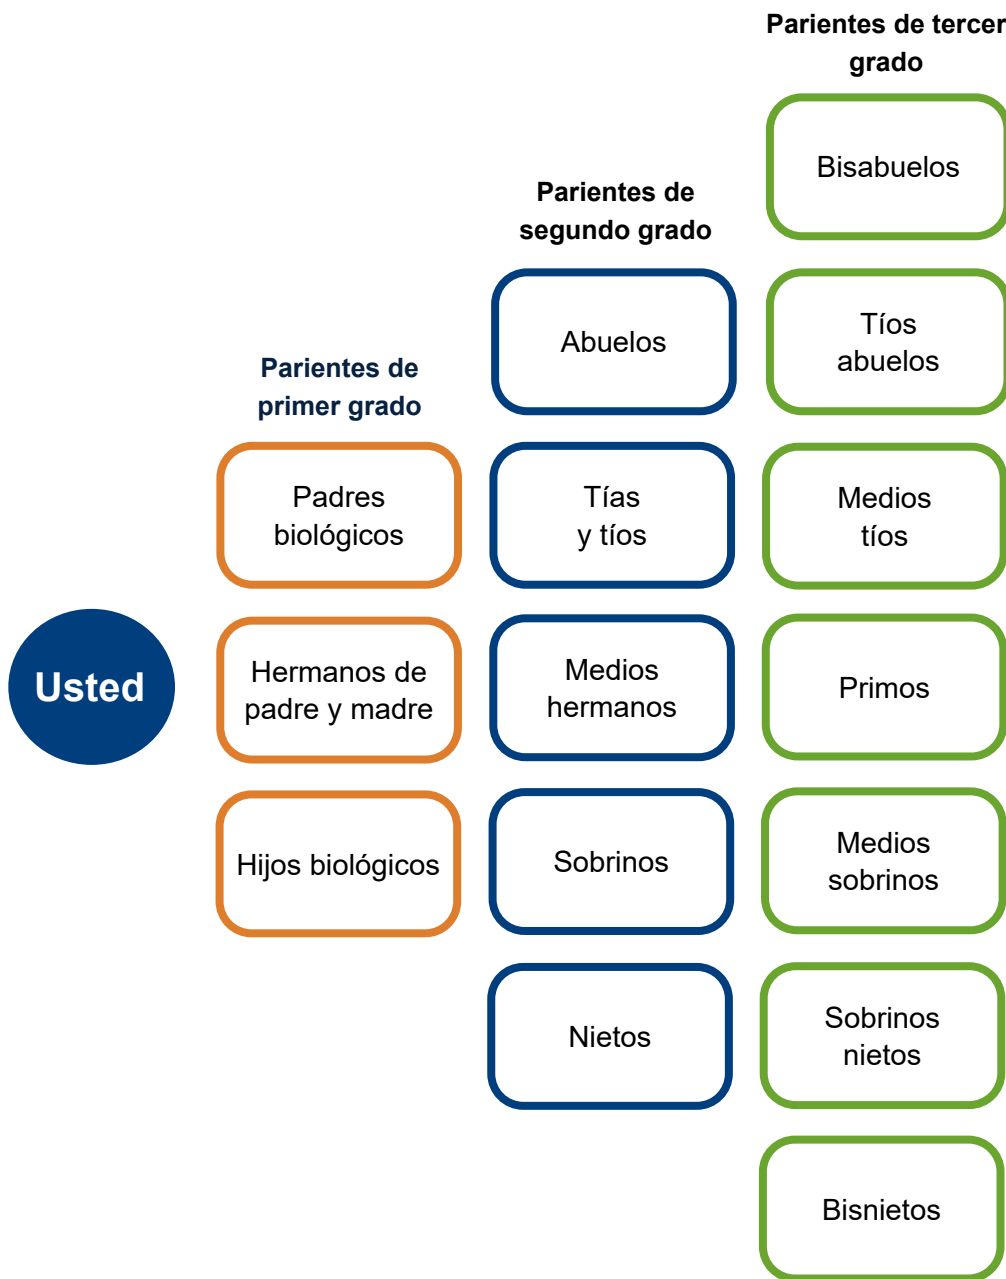 Parientes de tercer
grado
Bisabuelos
Parientes de
segundo grado
Abuelos
Tíos
abuelos
Parientes de
primer grado
Padres
biológicos
Tías
y tíos
Medios
tíos
Usted
Hermanos de
padre y madre
Medios
hermanos
Primos
Hijos biológicos
Sobrinos
Medios
sobrinos
Nietos
Sobrinos
nietos
Bisnietos